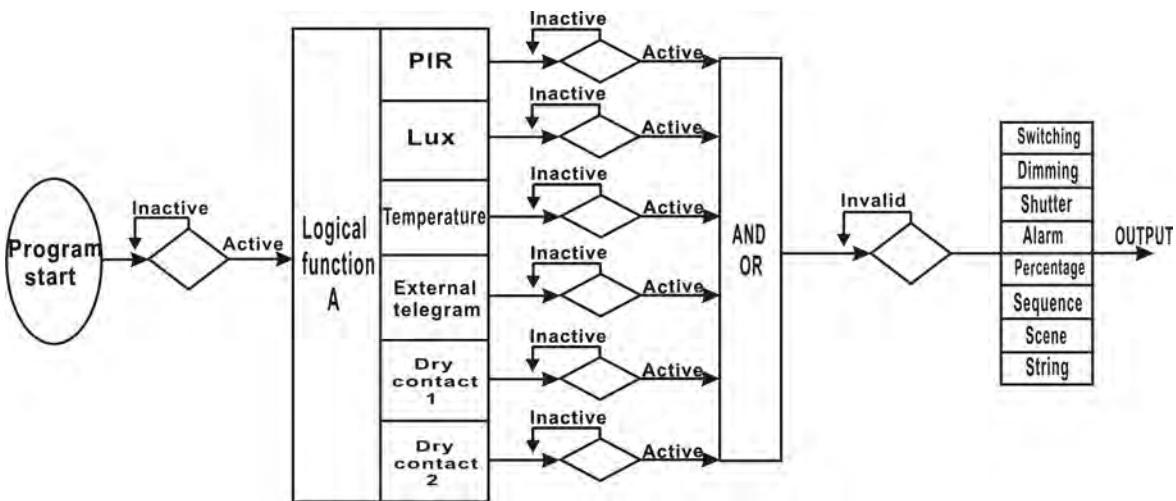 Program
start
Inactive
Active
Logical
function
A
PIR
Lux
Temperature
External
telegram
Dry
contact
1
Dry
contact
2
Inactive
Active
Inactive
Active
Inactive
Active
Inactive
Active
Inactive
Active
Inactive
Active
AND
OR
Invalid
Switching
Dimming
Shutter
Alarm
Percentage
Sequence
Scene
String
OUTPUT